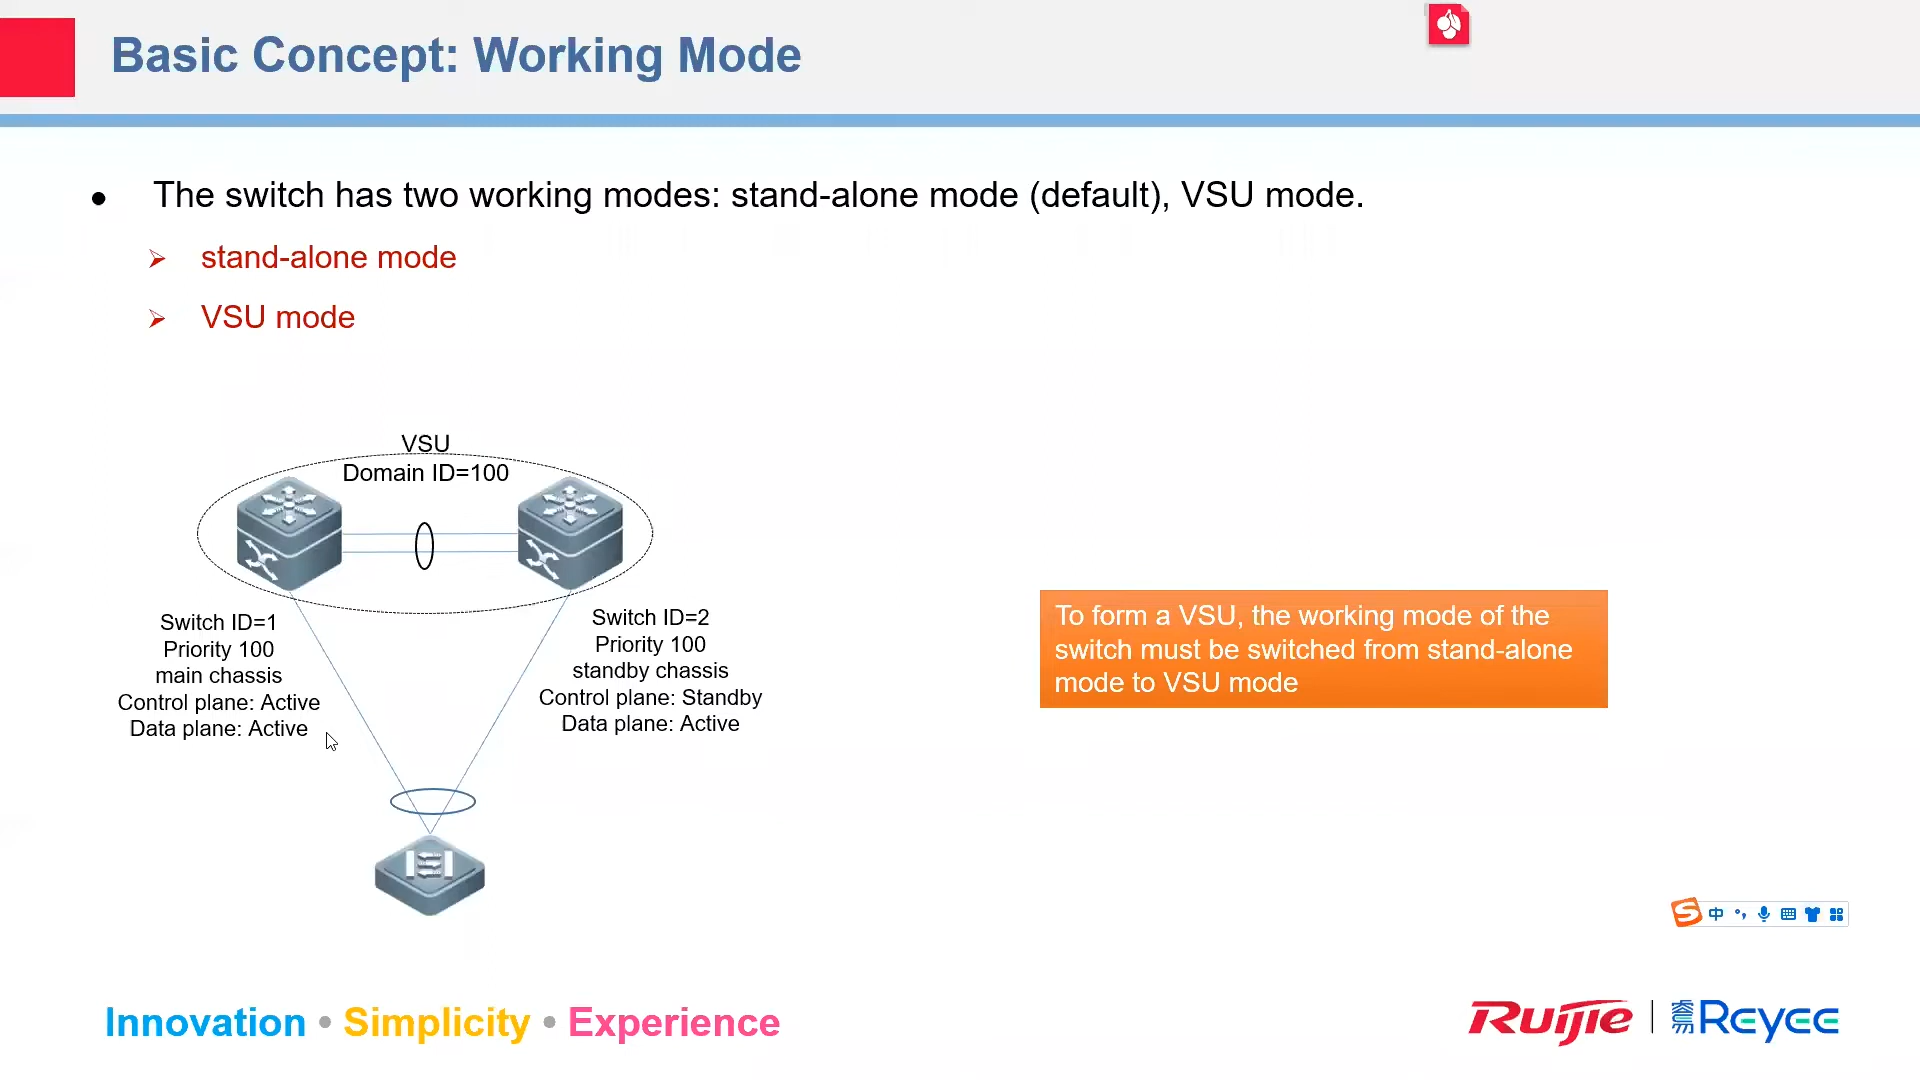 Basic Concept: Working Mode
The switch has two working modes: stand-alone mode (default), VSU mode.
stand-alone mode
VSU mode
VSU
Domain ID=100
Switch ID=1
Priority 100
main chassis
Control plane: Active
Data plane: Active
Switch ID=2
Priority 100
standby chassis
Control plane: Standby
Data plane: Active
To form a VSU, the working mode of the
switch must be switched from stand-alone
mode to VSU mode
中
Innovation • Simplicity • Experience
Ruijie | 睿易 Reyee